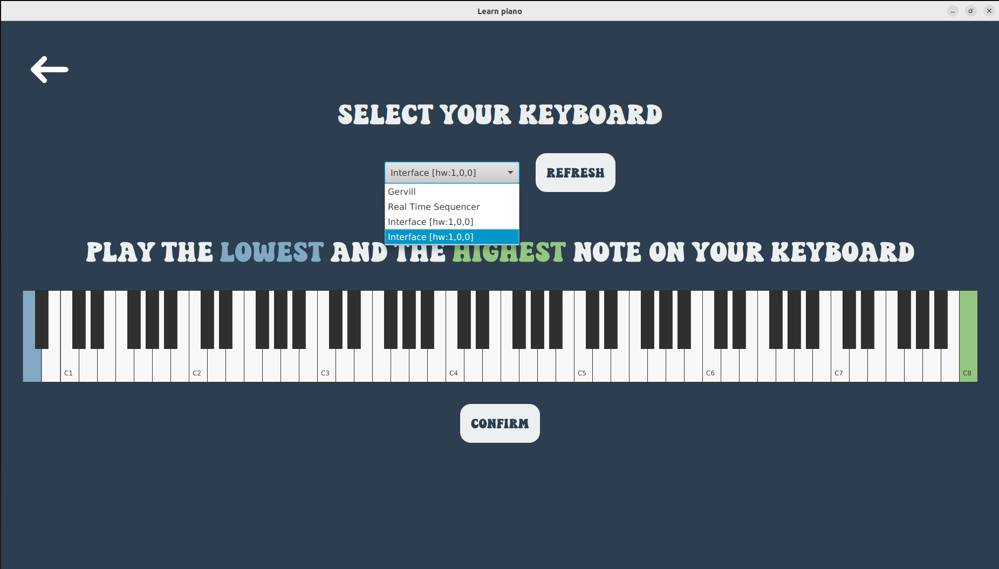 Learn piano
SELECT YOUR KEYBOARD
Interface [hw:1,0,0]
REFRESH
Gervill
Real Time Sequencer
Interface [hw:1,0,0]
Interface [hw:1,0,0]
PLAY THE LOWEST AND THE HIGHEST NOTE ON YOUR KEYBOARD
C1 C2 C3 C4 C5 C6 C7 C8
CONFIRM